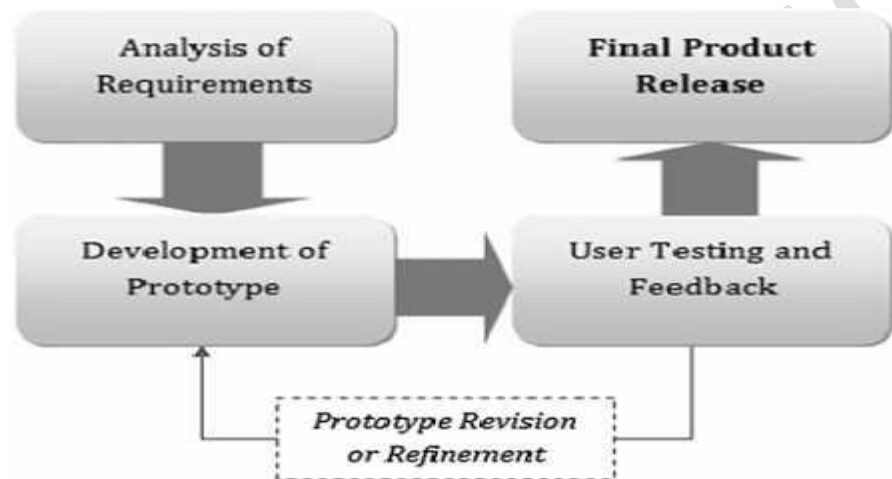 Analysis of
Requirements
Final Product
Release
Development of
Prototype
User Testing and
Feedback
Prototype Revision
or Refinement